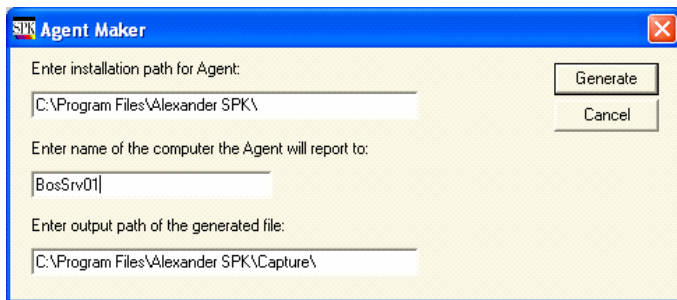 SPK Agent Maker
Enter installation path for Agent:
Generate
C:\Program Files\Alexander SPK\
Cancel
Enter name of the computer the Agent will report to:
BosSrv01
Enter output path of the generated file:
C:\Program Files\Alexander SPK\Capture\